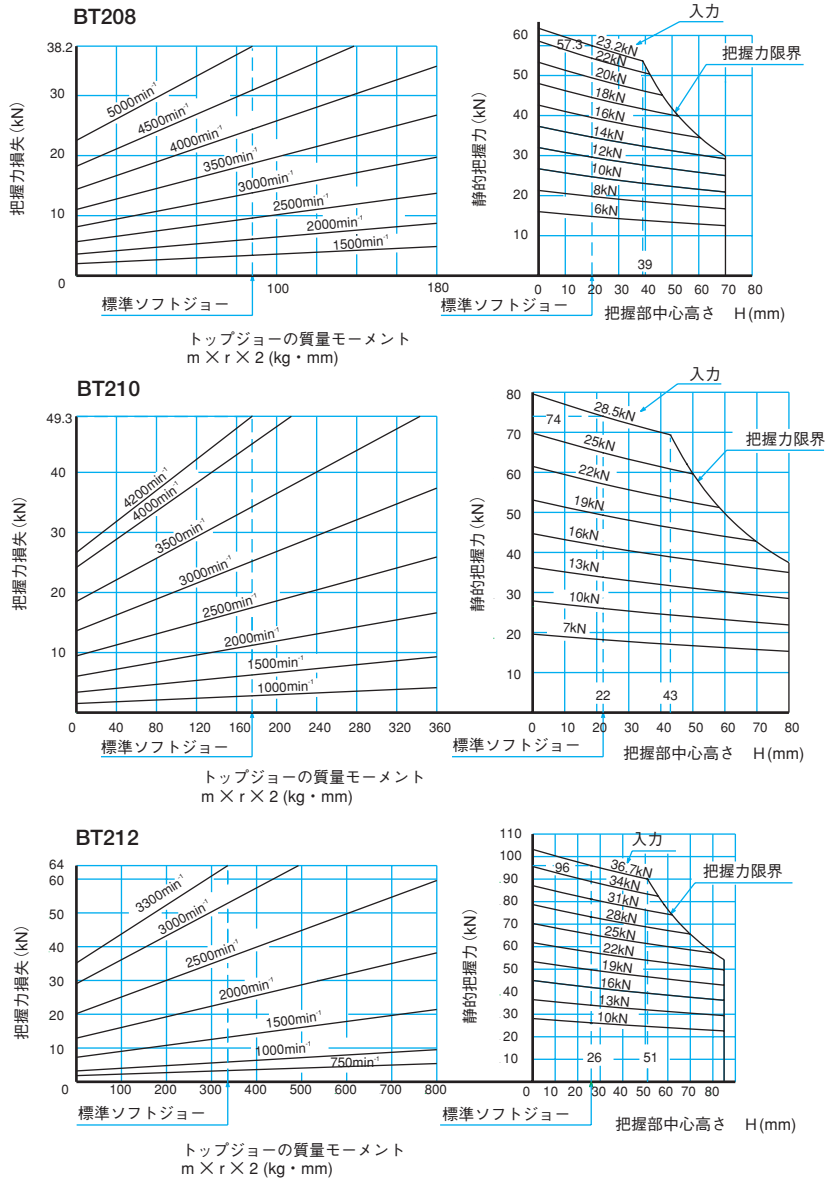 BT208
38.2
30
20
10
0
把握力損失(kN)
5000min⁻¹
4500min⁻¹
4000min⁻¹
3500min⁻¹
3000min⁻¹
2500min⁻¹
2000min⁻¹
1500min⁻¹
100
180
標準ソフトジョー
トップジョーの質量モーメント
m×r×2 (kg・mm)
60
50
40
30
20
10
静的把握力(kN)
入力
把握力限界
57.3
23.2kN
22kN
20kN
18kN
16kN
14kN
12kN
10kN
8kN
6kN
39
0 10 20 30 40 50 60 70 80
標準ソフトジョー
把握部中心高さ H(mm)
BT210
49.3
40
30
20
10
把握力損失(kN)
4200min⁻¹
4000min⁻¹
3500min⁻¹
3000min⁻¹
2500min⁻¹
2000min⁻¹
1500min⁻¹
1000min⁻¹
0 40 80 120 160 200 240 280 320 360
標準ソフトジョー
トップジョーの質量モーメント
m×r×2 (kg・mm)
80
70
60
50
40
30
20
10
静的把握力(kN)
入力
把握力限界
74
28.5kN
25kN
22kN
19kN
16kN
13kN
10kN
7kN
22
43
0 10 20 30 40 50 60 70 80
標準ソフトジョー
把握部中心高さ H(mm)
BT212
64
60
50
40
30
20
10
0
把握力損失(kN)
3300min⁻¹
3000min⁻¹
2500min⁻¹
2000min⁻¹
1500min⁻¹
1000min⁻¹
750min⁻¹
100 200 300 400 500 600 700 800
標準ソフトジョー
トップジョーの質量モーメント
m×r×2 (kg・mm)
110
100
90
80
70
60
50
40
30
20
10
静的把握力(kN)
入力
把握力限界
96
36.7kN
34kN
31kN
28kN
25kN
22kN
19kN
16kN
13kN
10kN
26
51
0 10 20 30 40 50 60 70 80
標準ソフトジョー
把握部中心高さ H(mm)